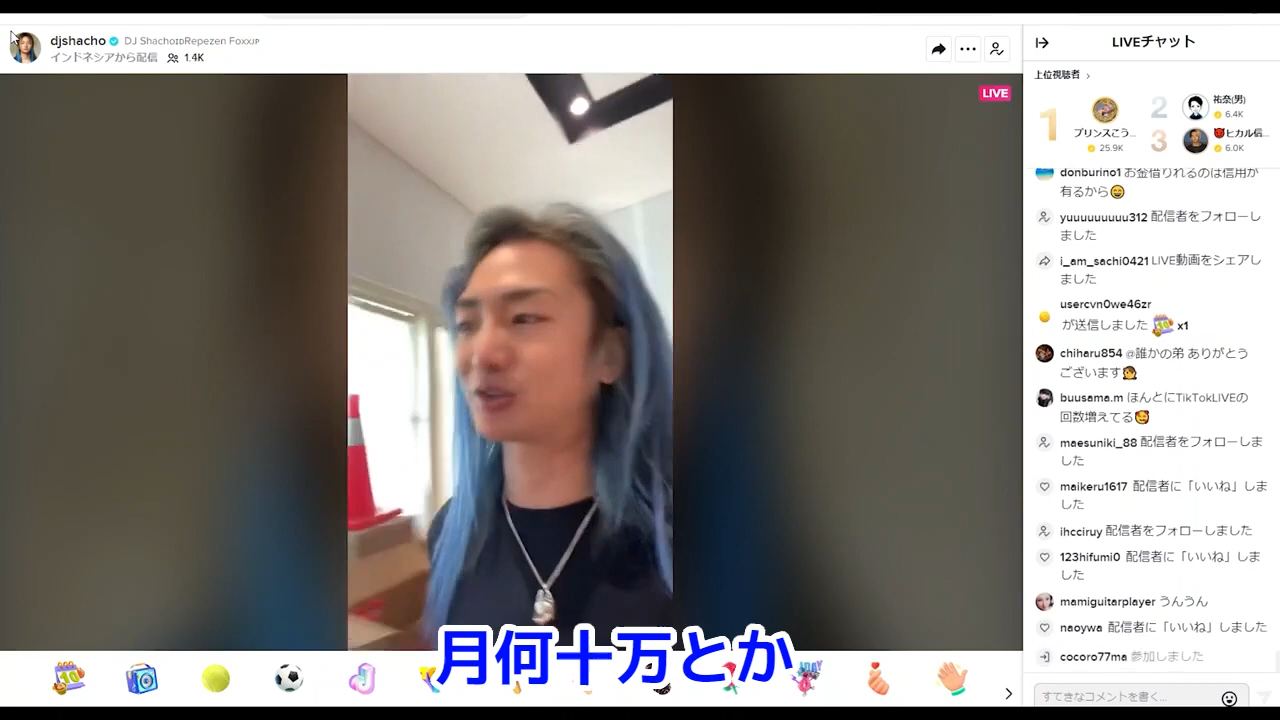 djshacho DJ Shacho🆔Repezen Foxx🇯🇵
インドネシアから配信 1.4K
LIVE
LIVEチャット
上位視聴者
1 プリンスこう... 25.9K
2 祐奈(男) 6.4K
3 ヒカル信... 6.0K
donburino1 お金借りれるのは信用が
有るから
yuuuuuuuuu312 配信者をフォローし
ました
i_am_sachi0421 LIVE動画をシェアし
ました
usercvn0we46zr
が送信しました x1
chiharu854 @誰かの弟 ありがとう
ございます
buusama.m ほんとにTikTokLIVEの
回数増えてる
maesuniki_88 配信者をフォローしま
した
maikeru1617 配信者に「いいね」しま
した
ihcciruy 配信者をフォローしました
123hifumi0 配信者に「いいね」しま
した
mamiguitarplayer うんうん
naoywa 配信者に「いいね」しました
cocoro77ma 参加しました
すてきなコメントを書く...
月何十万とか